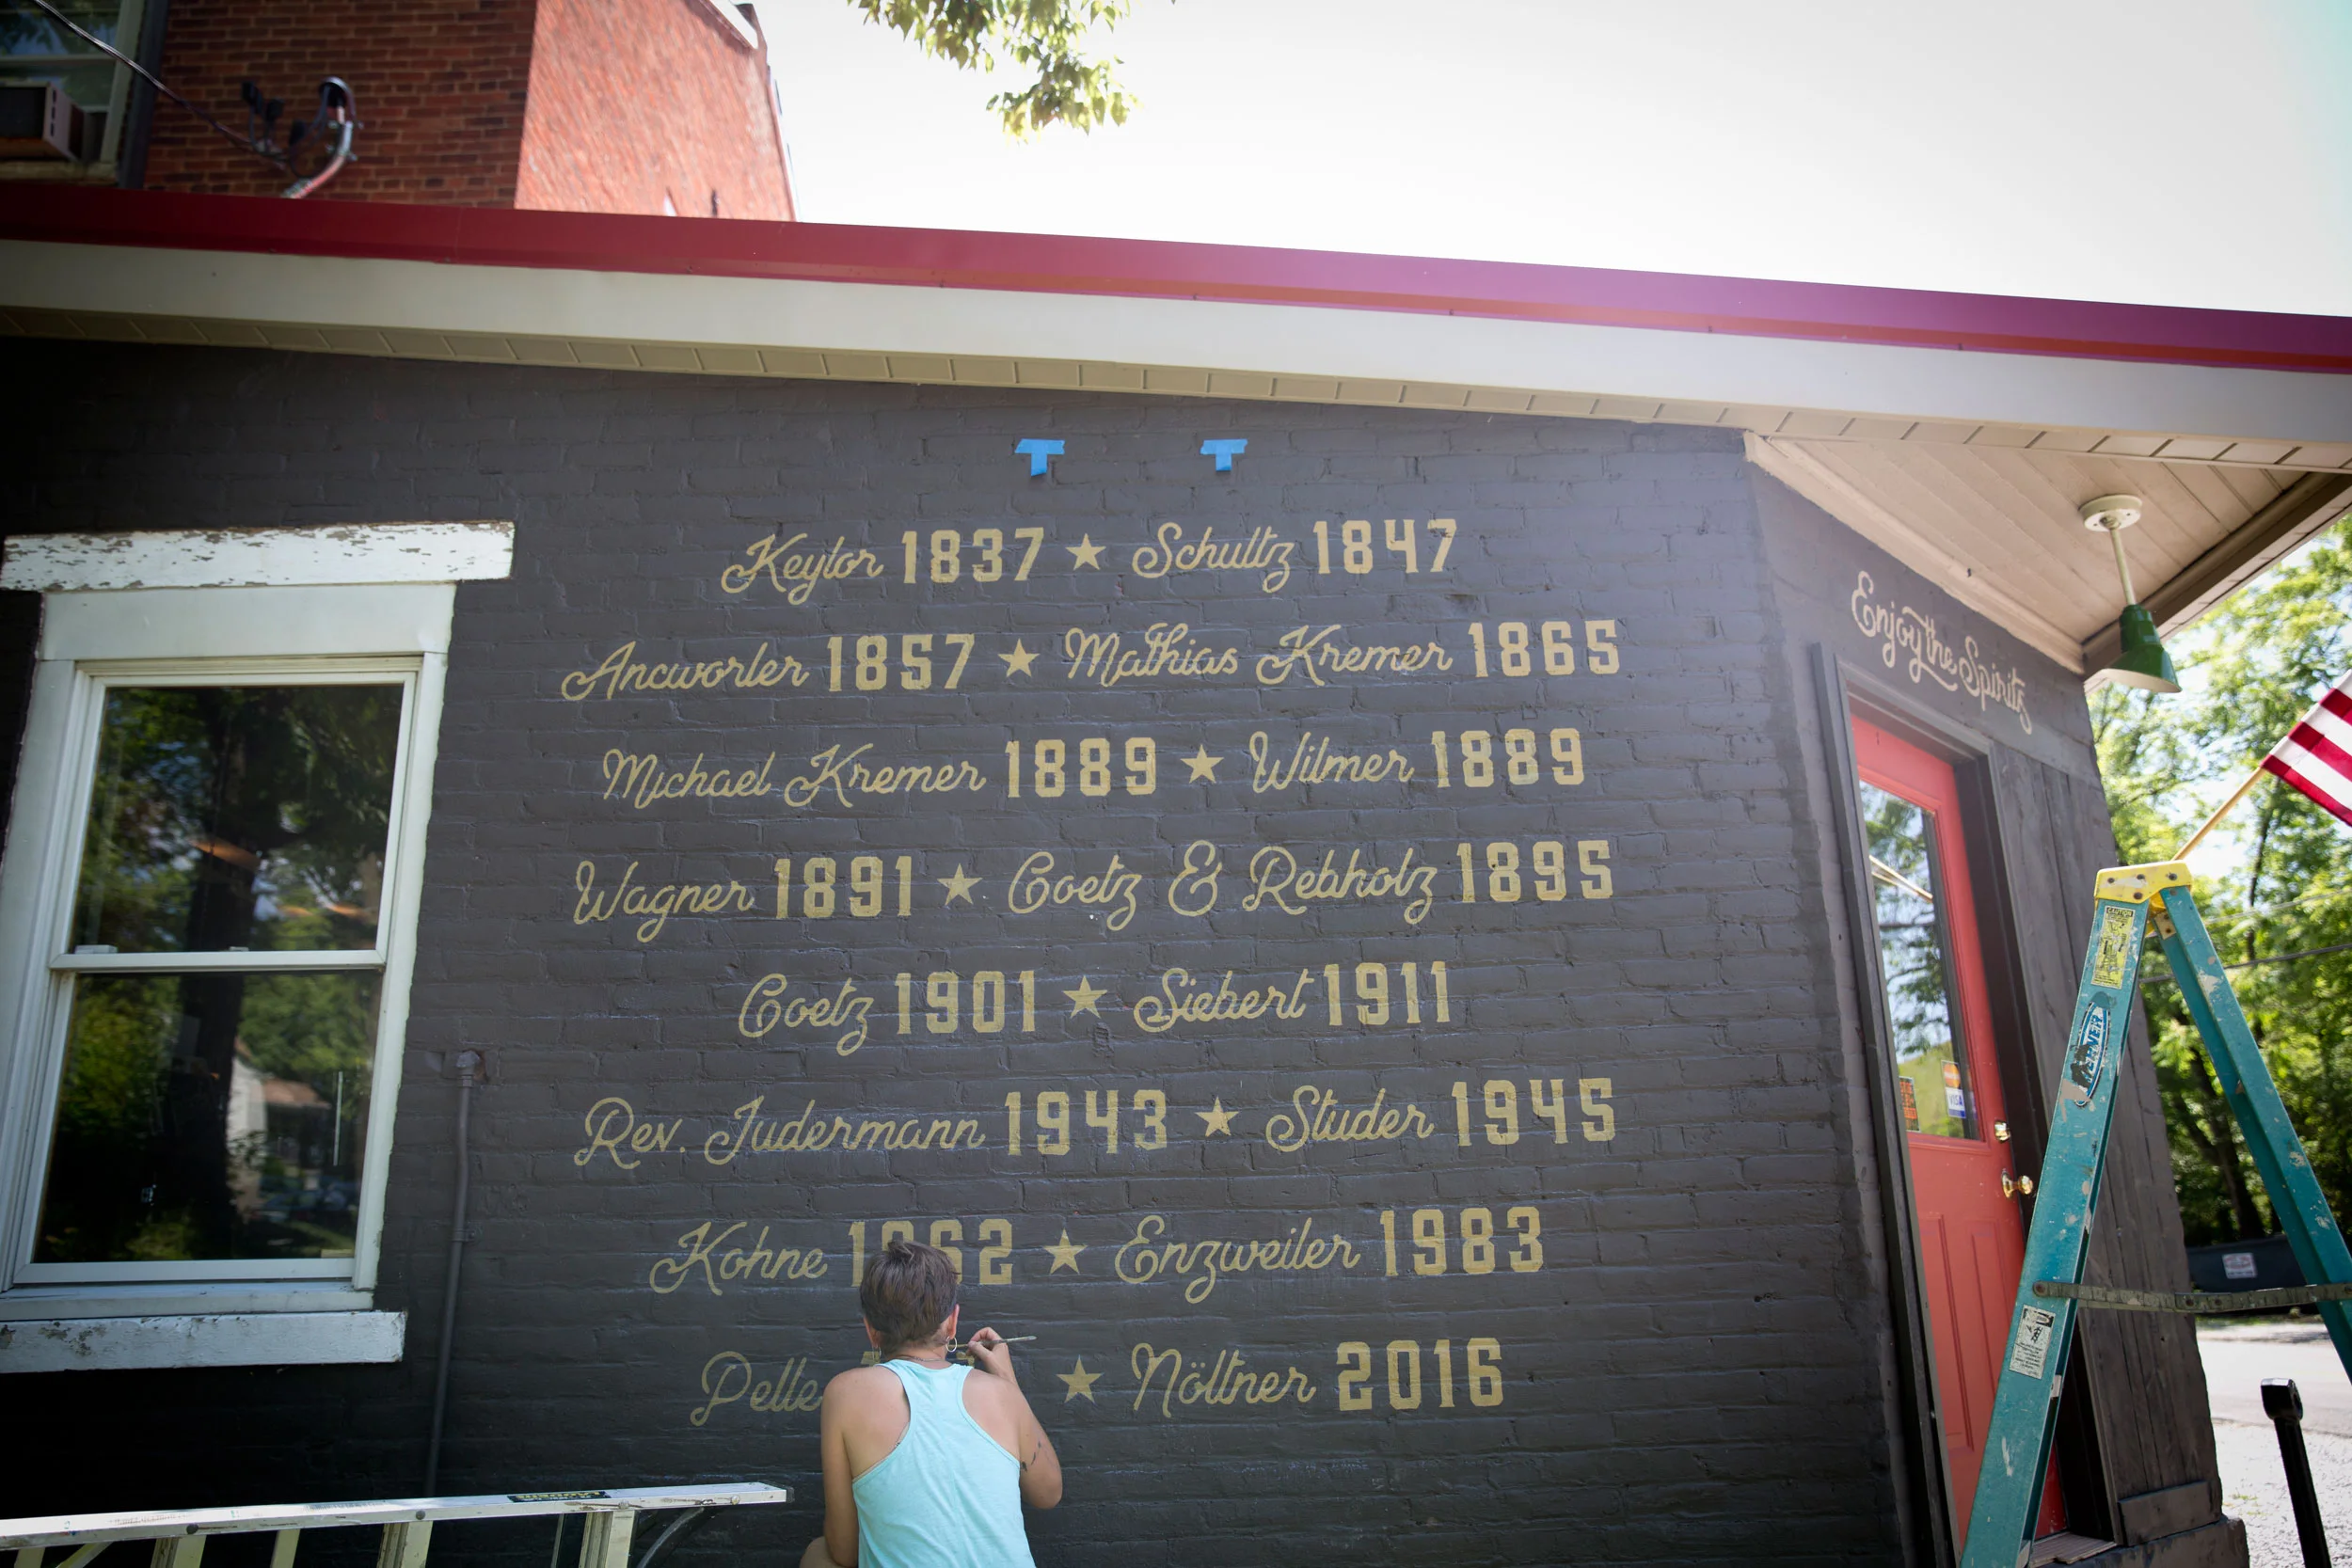 Keylor 1837 ★ Schultz 1847
Ancworler 1857 ★ Mathias Kremer 1865
Michael Kremer 1889 ★ Wilmer 1889
Wagner 1891 ★ Goetz & Rebholz 1895
Goetz 1901 ★ Siebert 1911
Rev. Judermann 1943 ★ Studer 1945
Kohne 1962 ★ Enzweiler 1983
★ Nöltner 2016
Enjoy the Spirits
WERNER
VISA